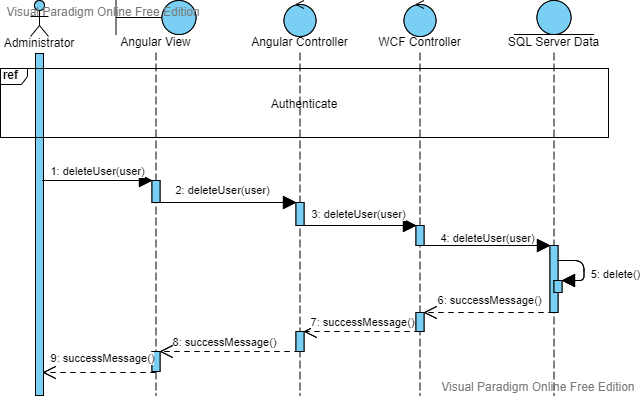 Visual Paradigm Online Free Edition
Administrator
Angular View
Angular Controller
WCF Controller
SQL Server Data
ref
Authenticate
1: deleteUser(user)
2: deleteUser(user)
3: deleteUser(user)
4: deleteUser(user)
5: delete()
6: successMessage()
7: successMessage()
8: successMessage()
9: successMessage()
Visual Paradigm Online Free Edition